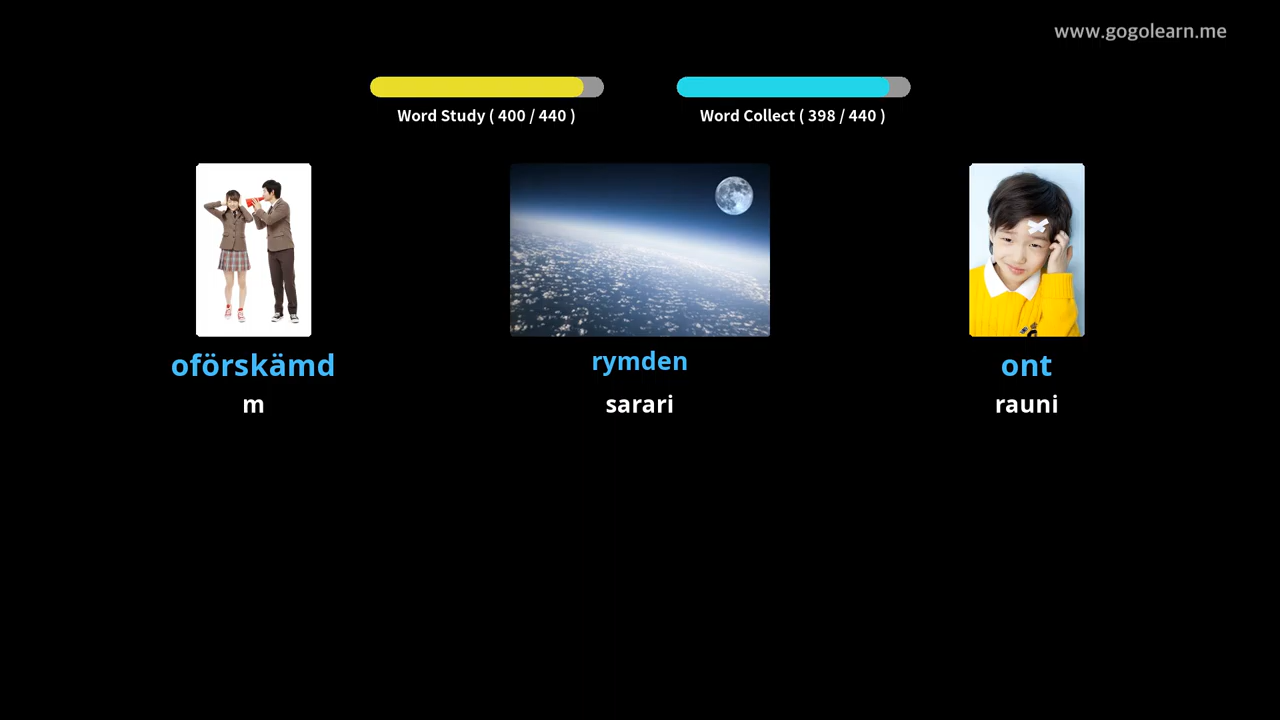 www.gogolearn.me
Word Study ( 400 / 440 )
Word Collect ( 398 / 440 )
oförskämd
rymden
ont
m
sarari
rauni